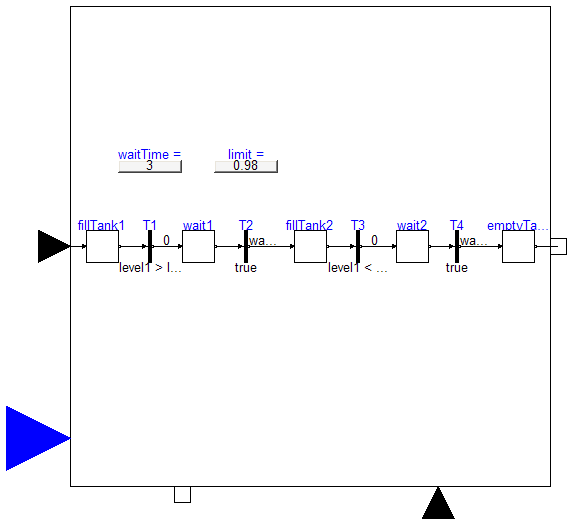 waitTime =
3
limit =
0.98
fillTank1
T1
wait1
T2
fillTank2
T3
wait2
T4
emptyTa...
0
wa...
0
wa...
level1 > l...
true
level1 < ...
true